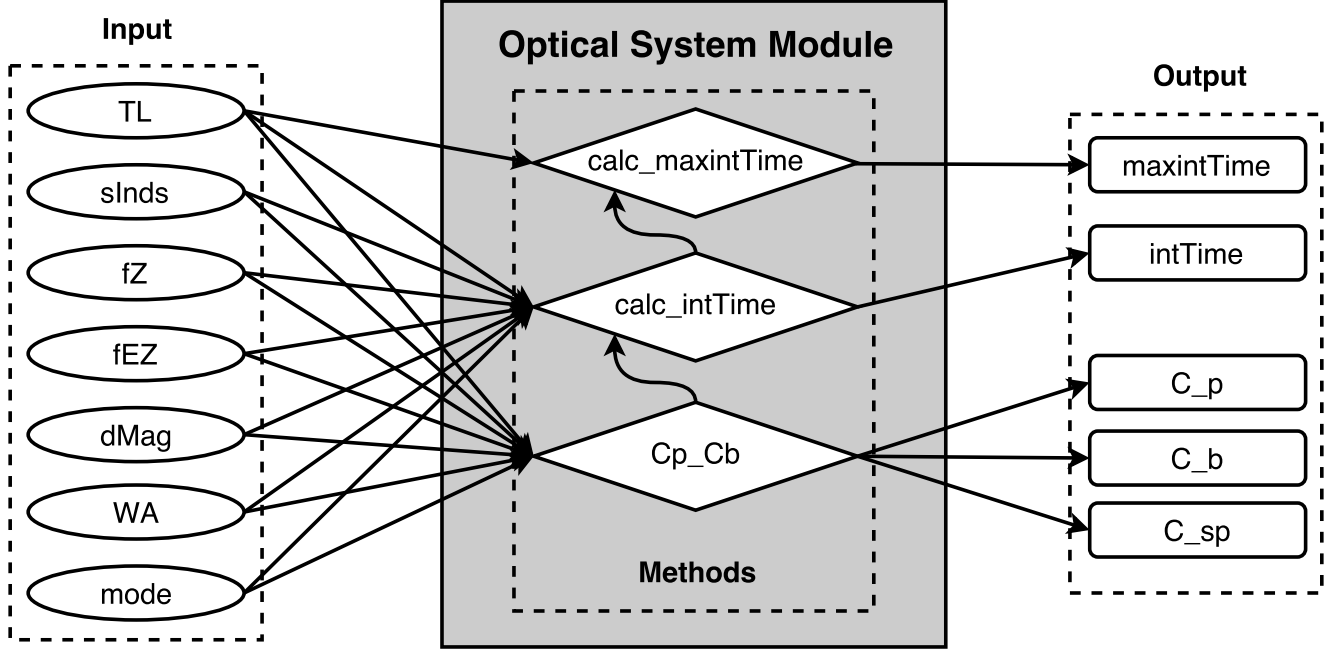 Input
TL
sInds
fZ
fEZ
dMag
WA
mode
Optical System Module
calc_maxintTime
calc_intTime
Cp_Cb
Methods
Output
maxintTime
intTime
C_p
C_b
C_sp